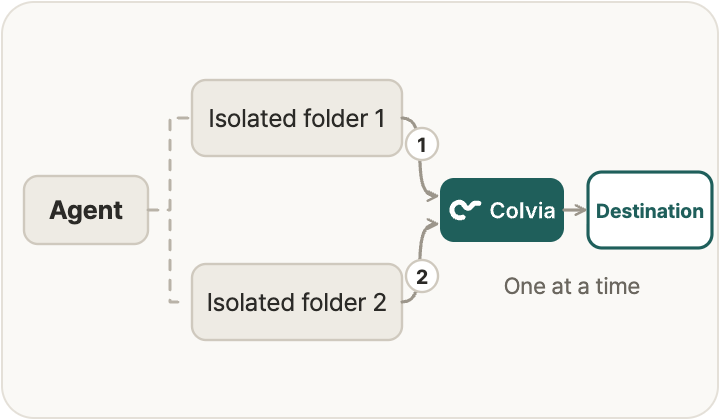 Isolated folder 1
1
Agent
Colvia
Destination
2
One at a time
Isolated folder 2